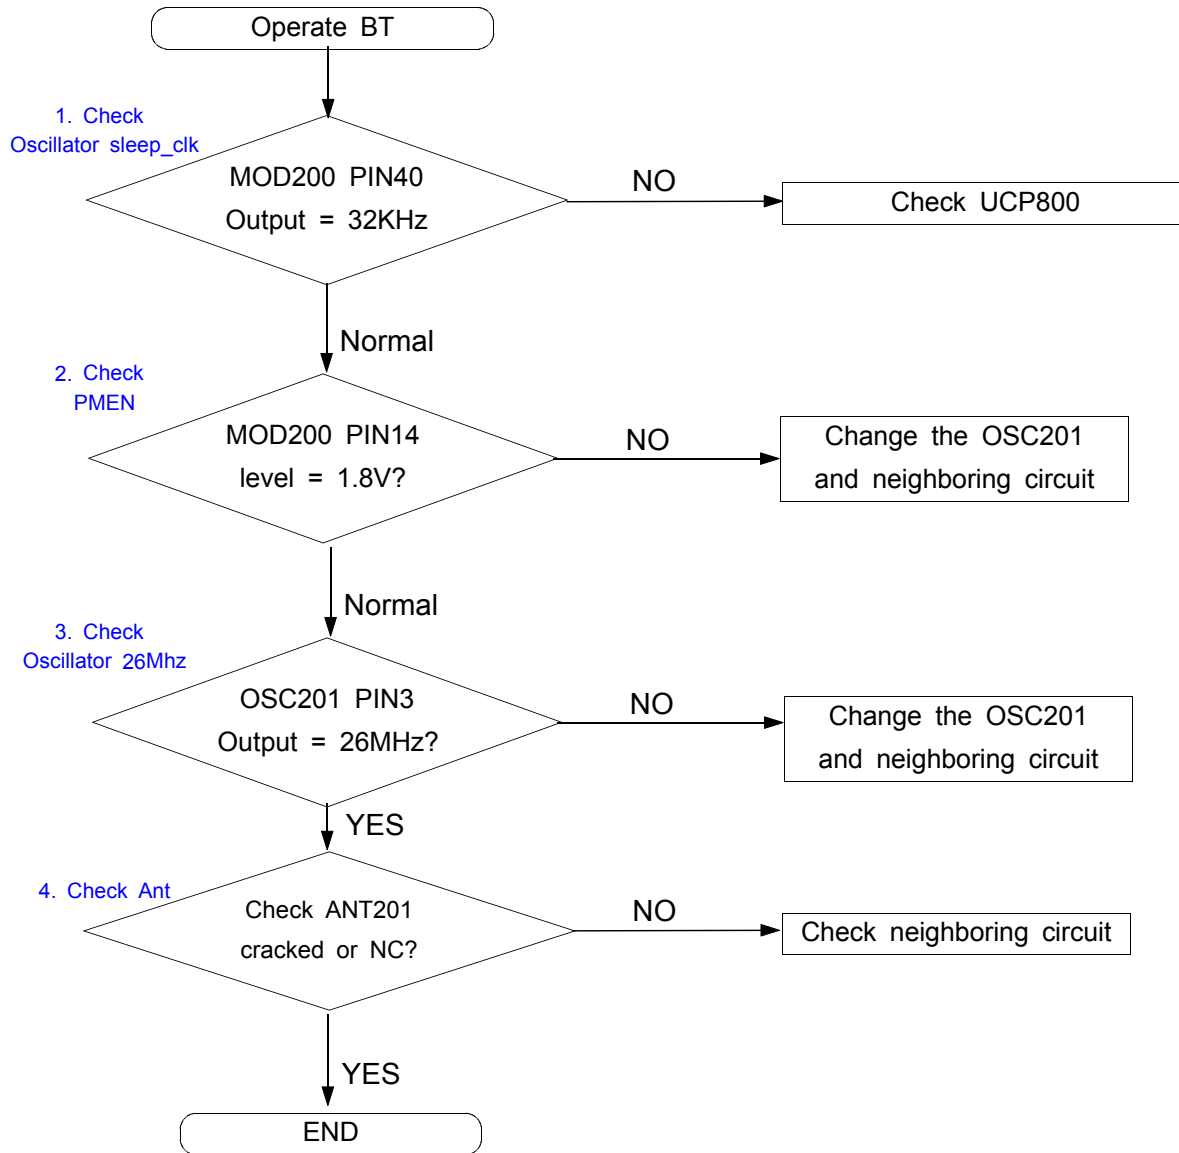 Operate BT
1. Check
Oscillator sleep_clk
MOD200 PIN40
Output = 32KHz
NO
Check UCP800
Normal
2. Check
PMEN
MOD200 PIN14
level = 1.8V?
NO
Change the OSC201
and neighboring circuit
Normal
3. Check
Oscillator 26Mhz
OSC201 PIN3
Output = 26MHz?
NO
Change the OSC201
and neighboring circuit
YES
4. Check Ant
Check ANT201
cracked or NC?
NO
Check neighboring circuit
YES
END